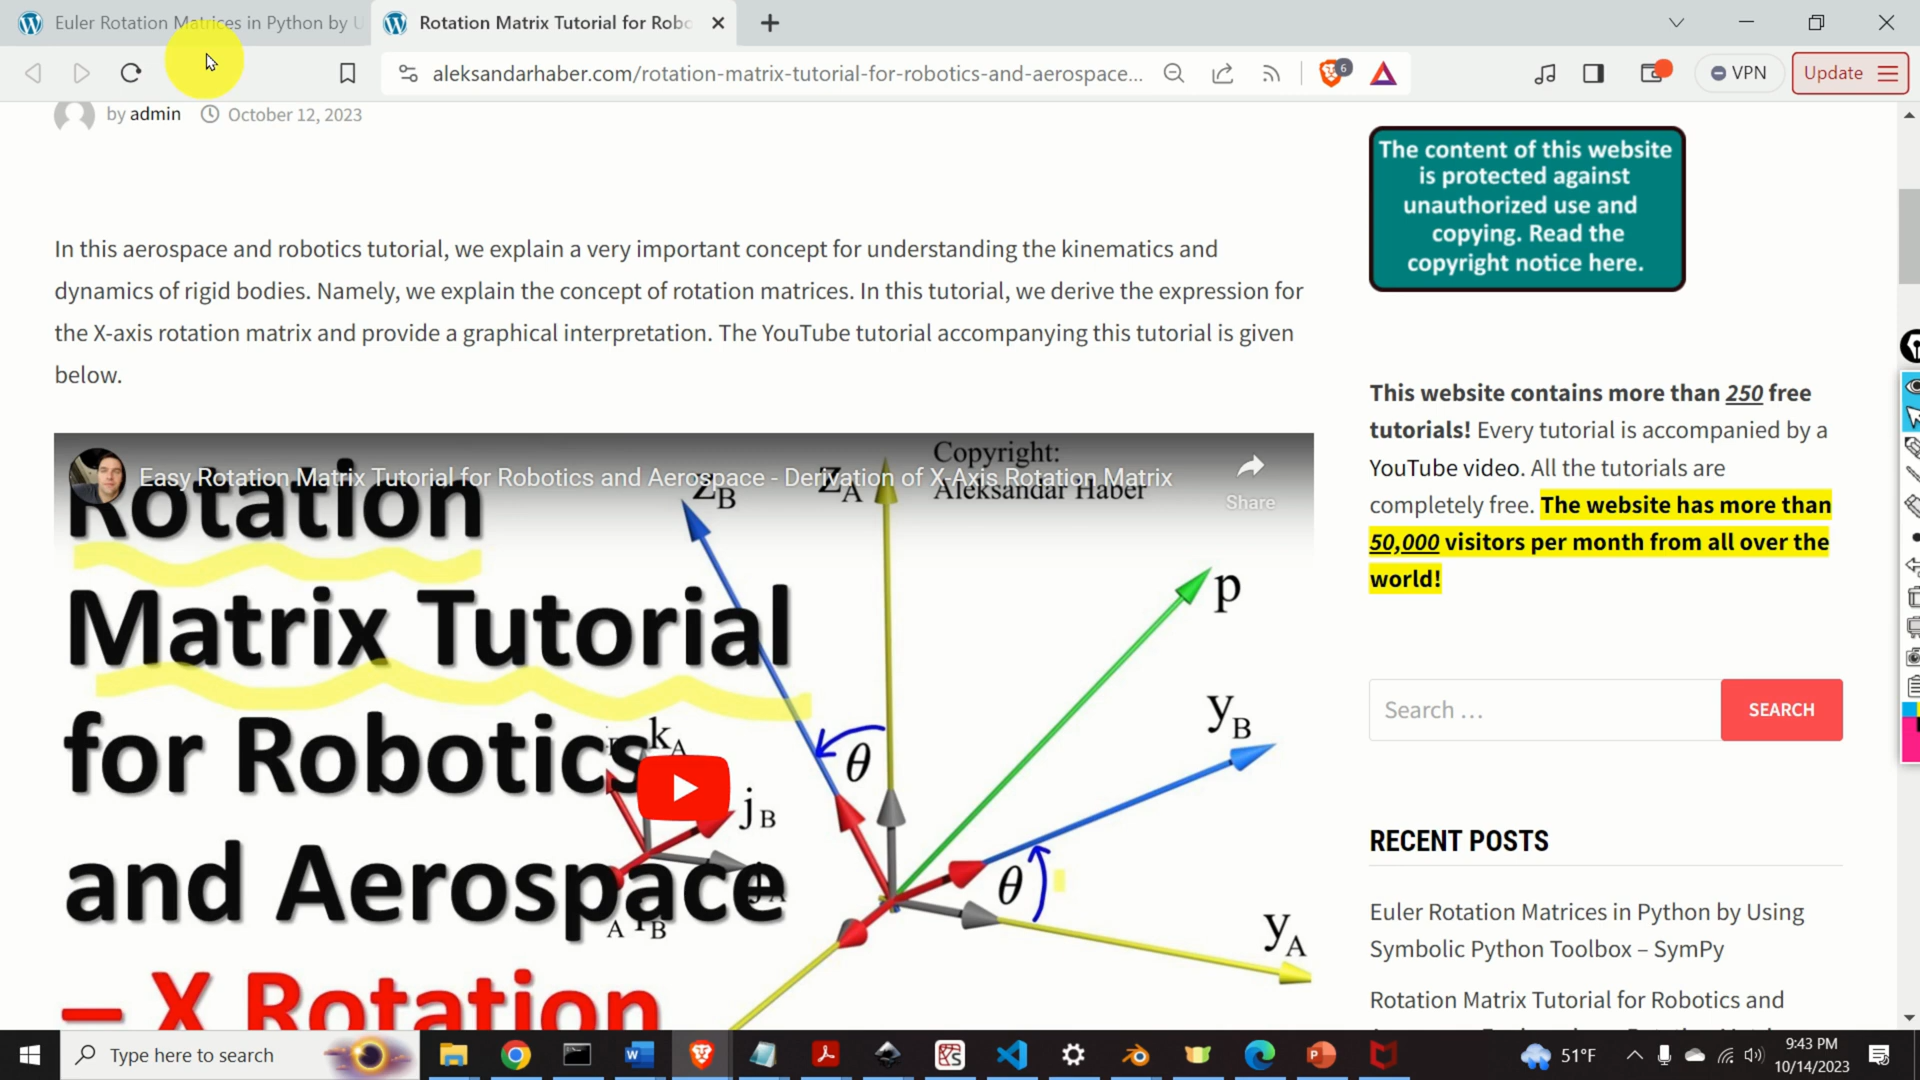 Euler Rotation Matrices in Python by U
Rotation Matrix Tutorial for Robo
aleksandarhaber.com/rotation-matrix-tutorial-for-robotics-and-aerospace...
6
VPN
Update
by admin
October 12, 2023
In this aerospace and robotics tutorial, we explain a very important concept for understanding the kinematics and
dynamics of rigid bodies. Namely, we explain the concept of rotation matrices. In this tutorial, we derive the expression for
the X-axis rotation matrix and provide a graphical interpretation. The YouTube tutorial accompanying this tutorial is given
below.
Easy Rotation Matrix Tutorial for Robotics and Aerospace - Derivation of X-Axis Rotation Matrix
Share
Copyright:
Aleksandar Haber
Rotation
Matrix Tutorial
for Robotics
and Aerospace
– X Rotation
zB
zA
p
yB
θ
kA
jB
θ
jA
A
iB
yA
The content of this website
is protected against
unauthorized use and
copying. Read the
copyright notice here.
This website contains more than 250 free
tutorials! Every tutorial is accompanied by a
YouTube video. All the tutorials are
completely free. The website has more than
50,000 visitors per month from all over the
world!
Search ...
SEARCH
RECENT POSTS
Euler Rotation Matrices in Python by Using
Symbolic Python Toolbox – SymPy
Rotation Matrix Tutorial for Robotics and
Type here to search
51°F
9:43 PM
10/14/2023